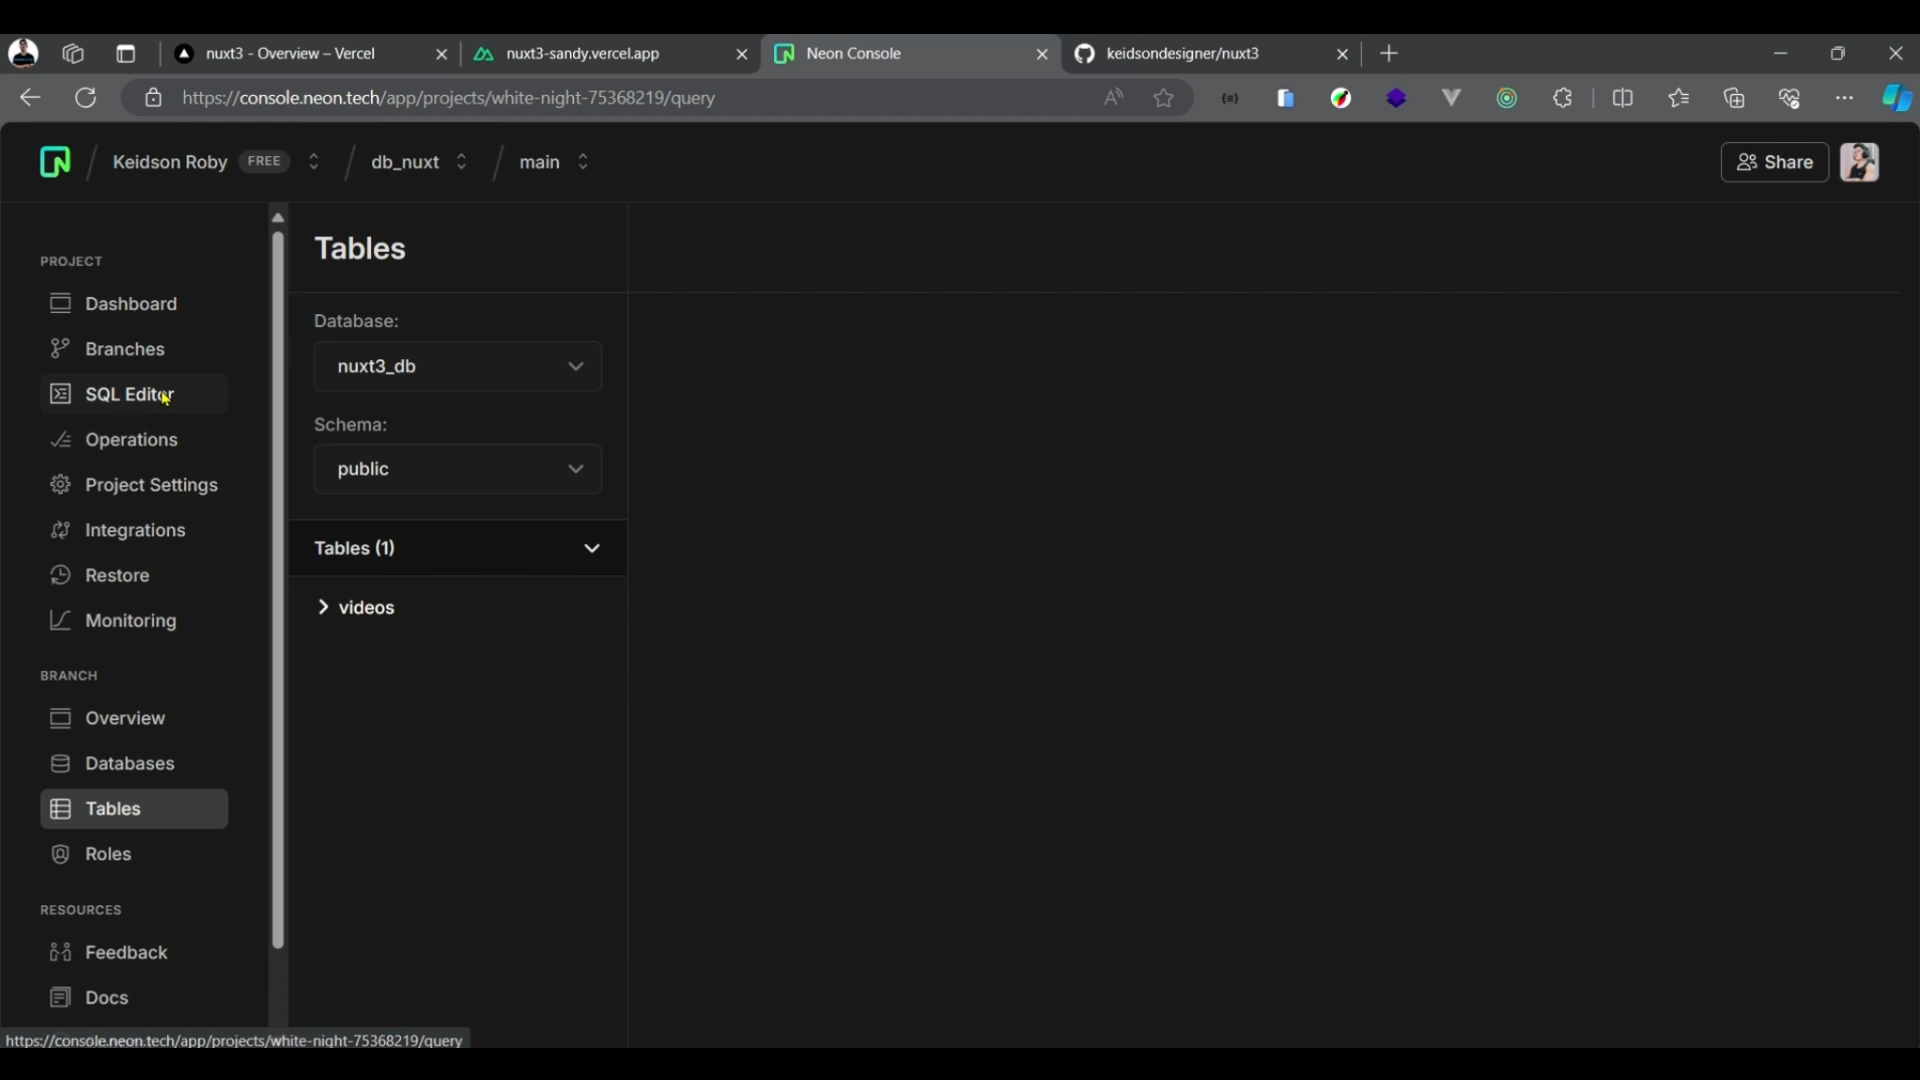 nuxt3 - Overview – Vercel
nuxt3-sandy.vercel.app
Neon Console
keidsondesigner/nuxt3
https://console.neon.tech/app/projects/white-night-75368219/query
Keidson Roby FREE
db_nuxt
main
Share
PROJECT
Dashboard
Branches
SQL Editor
Operations
Project Settings
Integrations
Restore
Monitoring
BRANCH
Overview
Databases
Tables
Roles
RESOURCES
Feedback
Docs
Tables
Database:
nuxt3_db
Schema:
public
Tables (1)
videos
https://console.neon.tech/app/projects/white-night-75368219/query